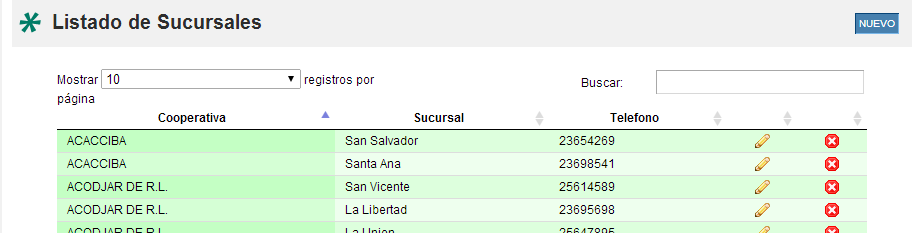 Listado de Sucursales
NUEVO
Mostrar 10 registros por página
Buscar:
Cooperativa Sucursal Telefono
ACACCIBA San Salvador 23654269
ACACCIBA Santa Ana 23698541
ACODJAR DE R.L. San Vicente 25614589
ACODJAR DE R.L. La Libertad 23695698
ACODJAR DE R.L. La Union 25647895